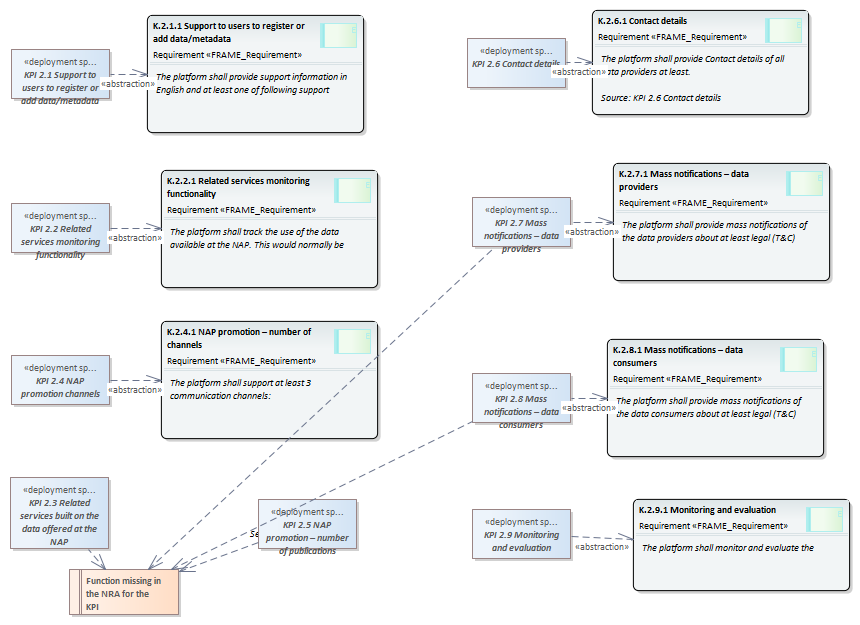 K.2.1.1 Support to users to register or
add data/metadata
Requirement «FRAME_Requirement»
The platform shall provide support information in
English and at least one of following support
«deployment sp...
KPI 2.1 Support to
users to register or
add data/metadata
«abstraction»
K.2.6.1 Contact details
Requirement «FRAME_Requirement»
The platform shall provide Contact details of all
data providers at least.
Source: KPI 2.6 Contact details
«deployment sp...
KPI 2.6 Contact details
«abstraction»
K.2.2.1 Related services monitoring
functionality
Requirement «FRAME_Requirement»
The platform shall track the use of the data
available at the NAP. This would normally be
«deployment sp...
KPI 2.2 Related
services monitoring
functionality
«abstraction»
K.2.7.1 Mass notifications – data
providers
Requirement «FRAME_Requirement»
The platform shall provide mass notifications of
the data providers about at least legal (T&C)
«deployment sp...
KPI 2.7 Mass
notifications – data
providers
«abstraction»
K.2.4.1 NAP promotion – number of
channels
Requirement «FRAME_Requirement»
The platform shall support at least 3
communication channels:
«deployment sp...
KPI 2.4 NAP
promotion channels
«abstraction»
K.2.8.1 Mass notifications – data
consumers
Requirement «FRAME_Requirement»
The platform shall provide mass notifications of
the data consumers about at least legal (T&C)
«deployment sp...
KPI 2.8 Mass
notifications – data
consumers
«abstraction»
«deployment sp...
KPI 2.3 Related
services built on the
data offered at the
NAP
«deployment sp...
KPI 2.5 NAP
promotion – number
of publications
«deployment sp...
KPI 2.9 Monitoring
and evaluation
«abstraction»
K.2.9.1 Monitoring and evaluation
Requirement «FRAME_Requirement»
The platform shall monitor and evaluate the
Function missing in
the NRA for the
KPI